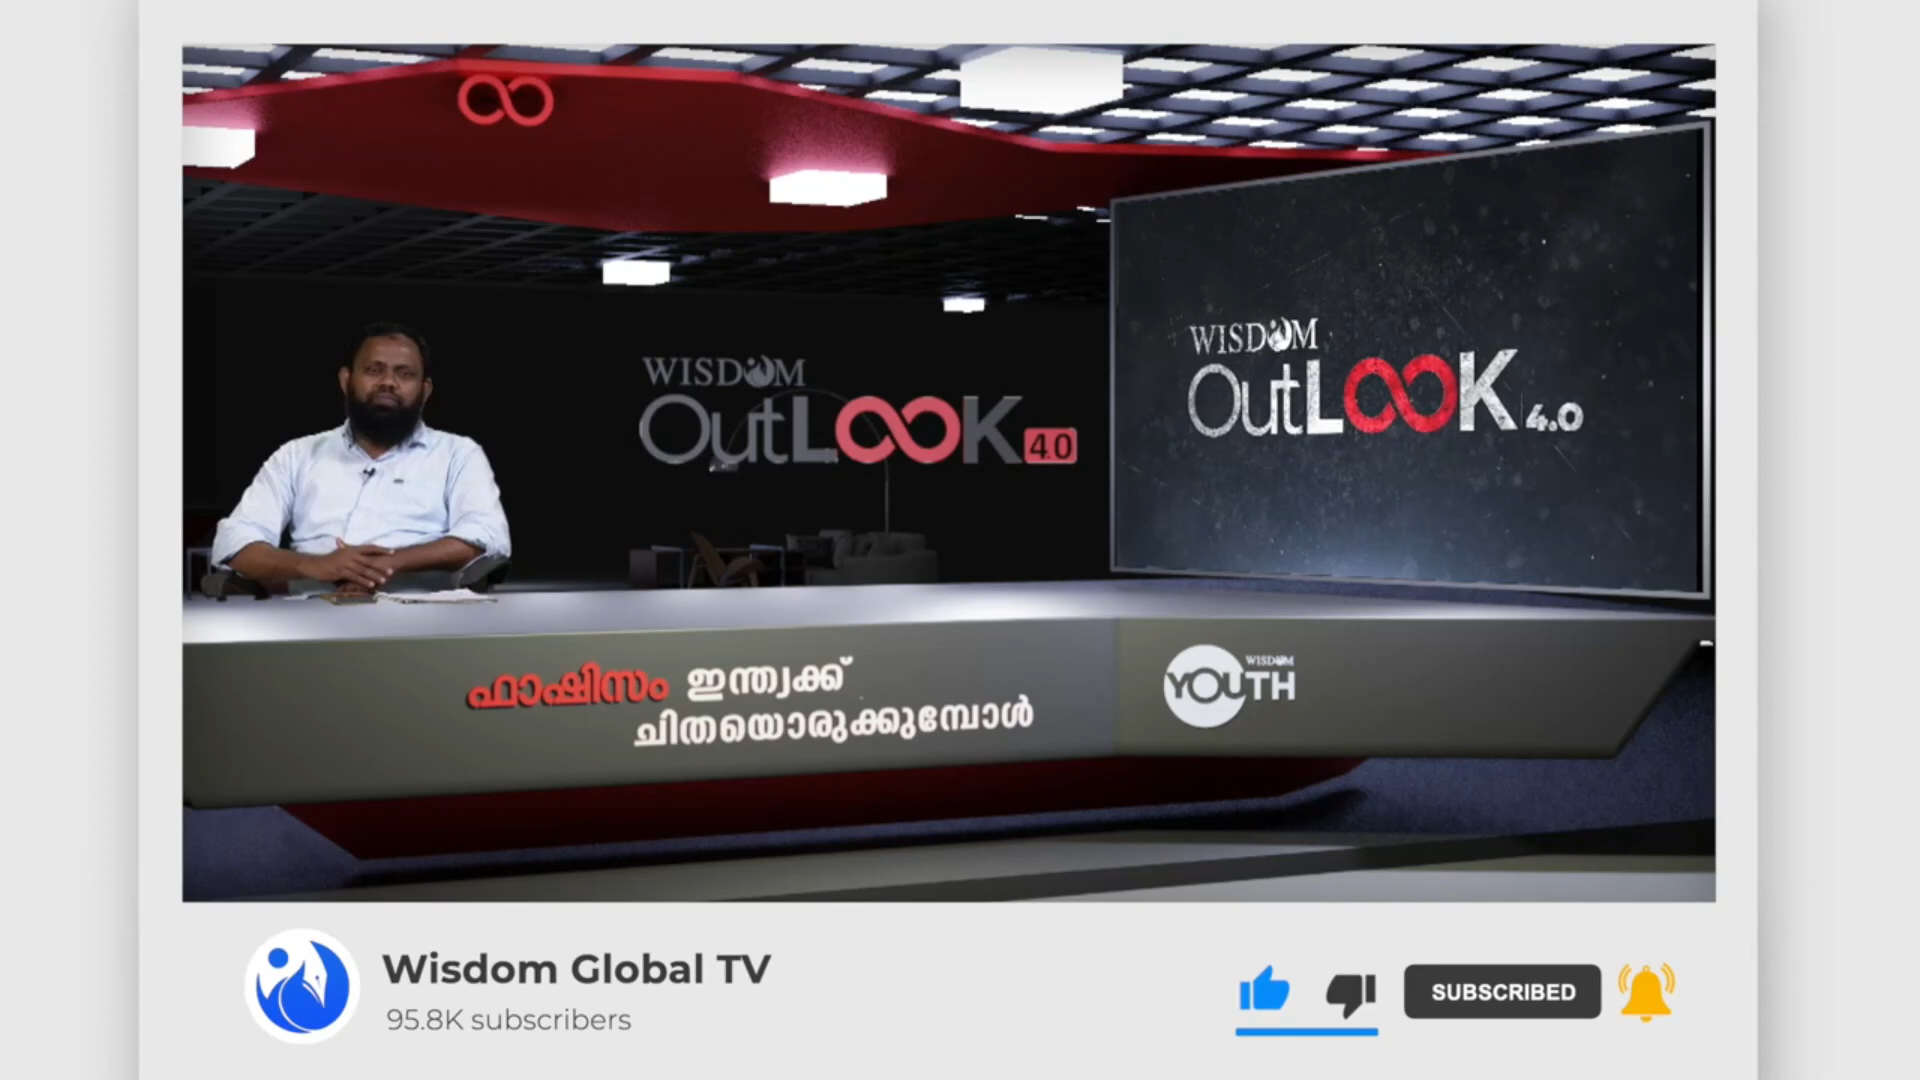 WISDOM
OutLOOK 4.0
WISDOM
OutLOOK 4.0
ഫാഷിസം ഇന്ത്യക്ക്
ചിതയൊരുക്കുമ്പോൾ
WISDOM
YOUTH
Wisdom Global TV
95.8K subscribers
SUBSCRIBED